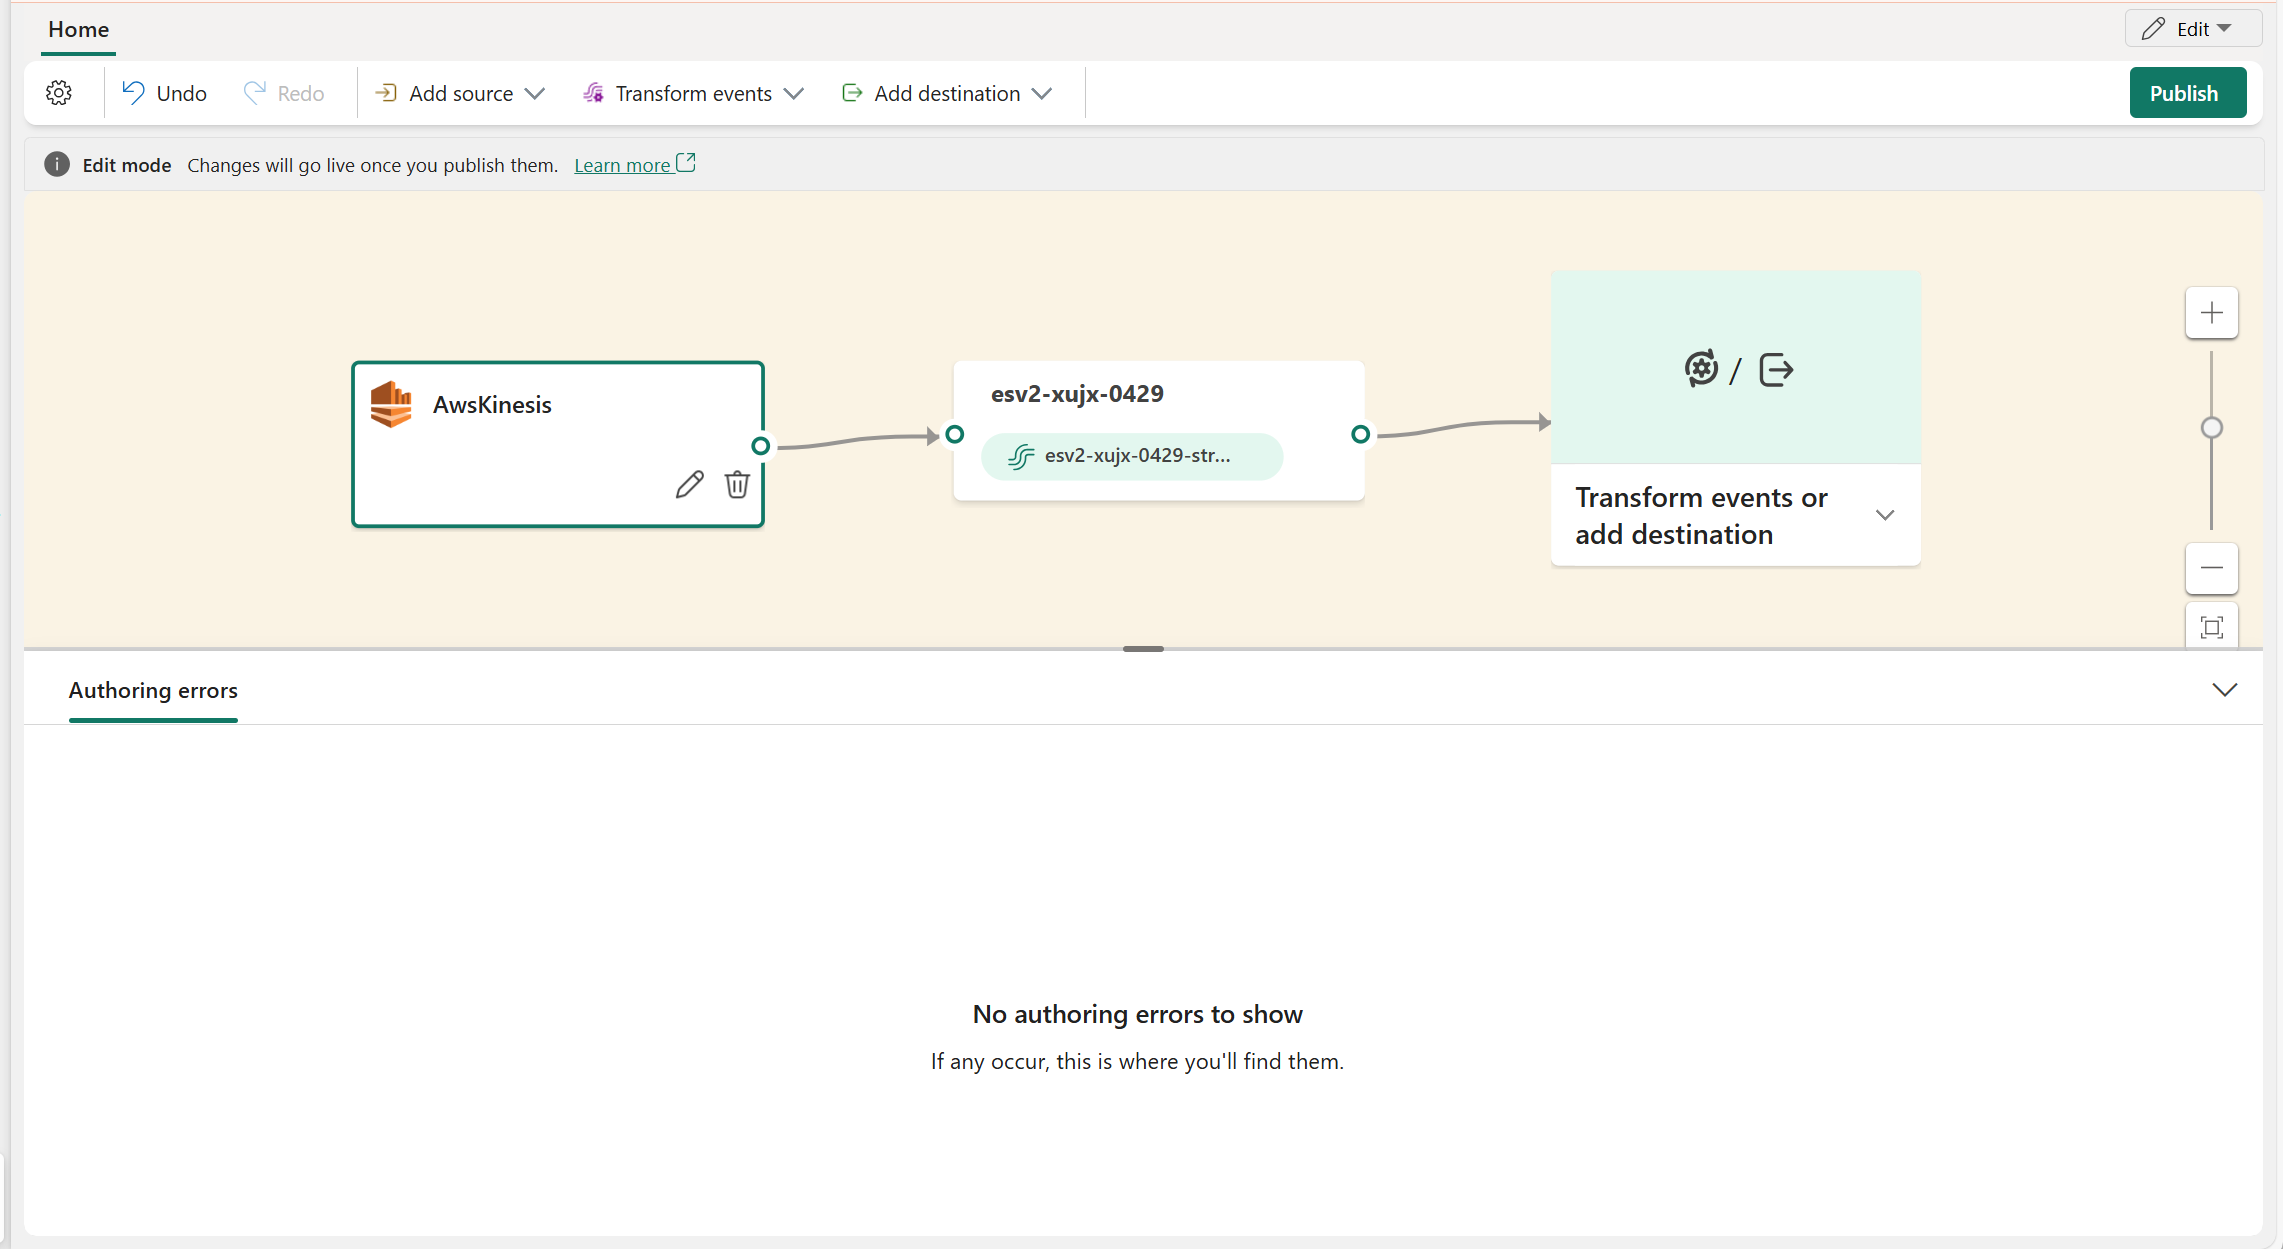 Home
Edit
Undo
Redo
Add source
Transform events
Add destination
Publish
Edit mode Changes will go live once you publish them. Learn more
AwsKinesis
esv2-xujx-0429
esv2-xujx-0429-str...
/
Transform events or
add destination
Authoring errors
No authoring errors to show
If any occur, this is where you'll find them.